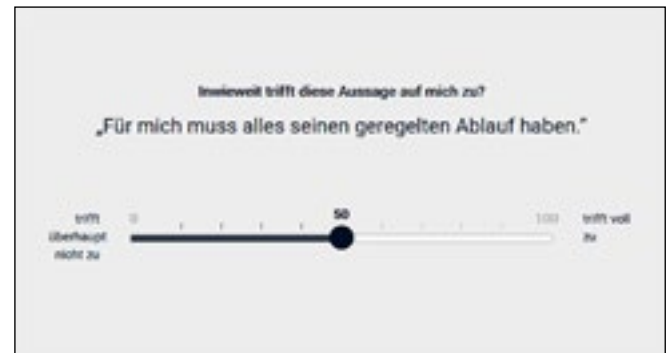 Inwieweit trifft diese Aussage auf mich zu?
„Für mich muss alles seinen geregelten Ablauf haben.“
50
0
100
trifft
überhaupt
nicht zu
trifft voll
zu